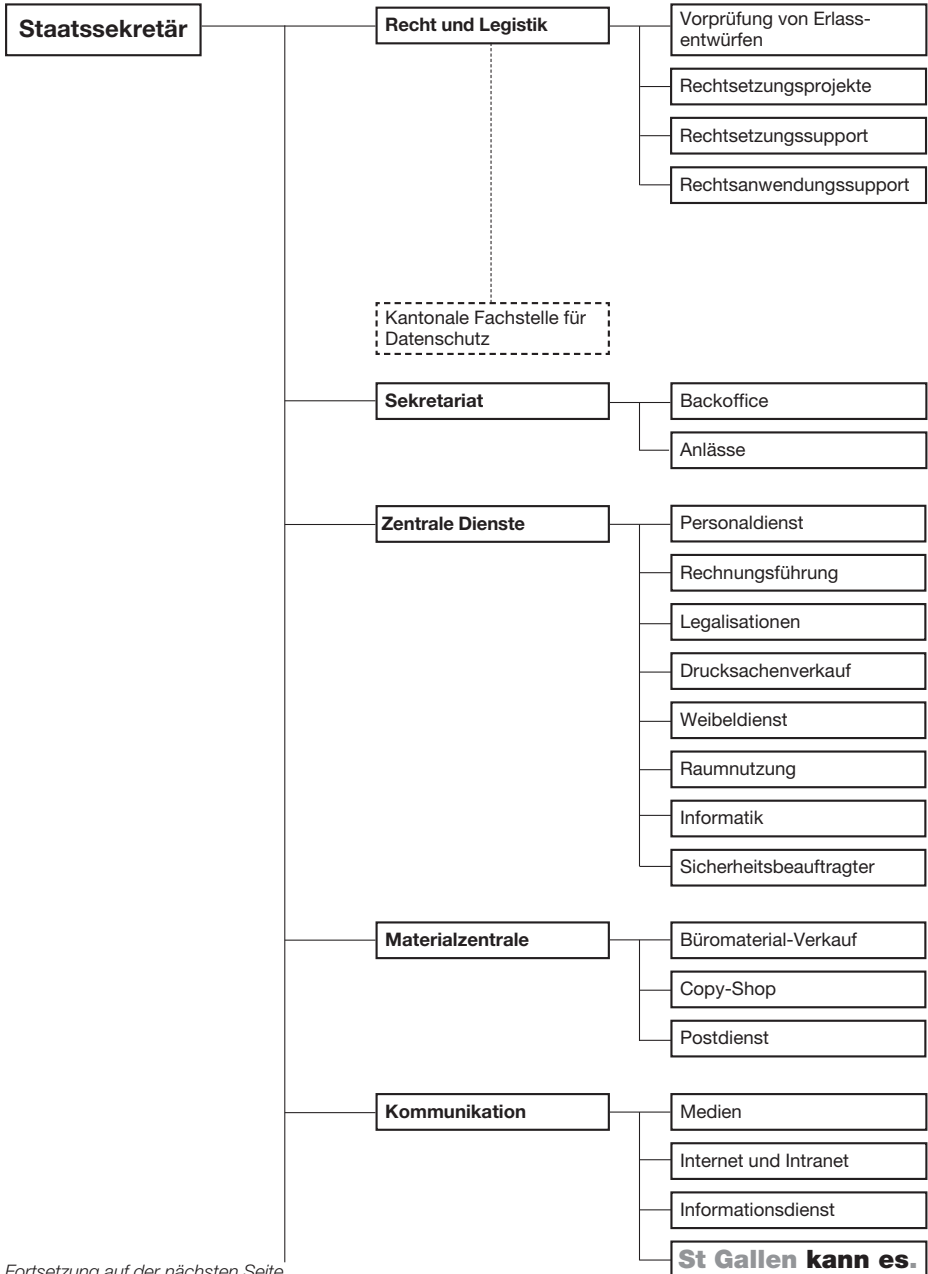 Staatssekretär
Recht und Legistik
Vorprüfung von Erlass-
entwürfen
Rechtsetzungsprojekte
Rechtsetzungssupport
Rechtsanwendungssupport
Kantonale Fachstelle für
Datenschutz
Sekretariat
Backoffice
Anlässe
Zentrale Dienste
Personaldienst
Rechnungsführung
Legalisationen
Drucksachenverkauf
Weibeldienst
Raumnutzung
Informatik
Sicherheitsbeauftragter
Materialzentrale
Büromaterial-Verkauf
Copy-Shop
Postdienst
Kommunikation
Medien
Internet und Intranet
Informationsdienst
St Gallen kann es.
Fortsetzung auf der nächsten Seite